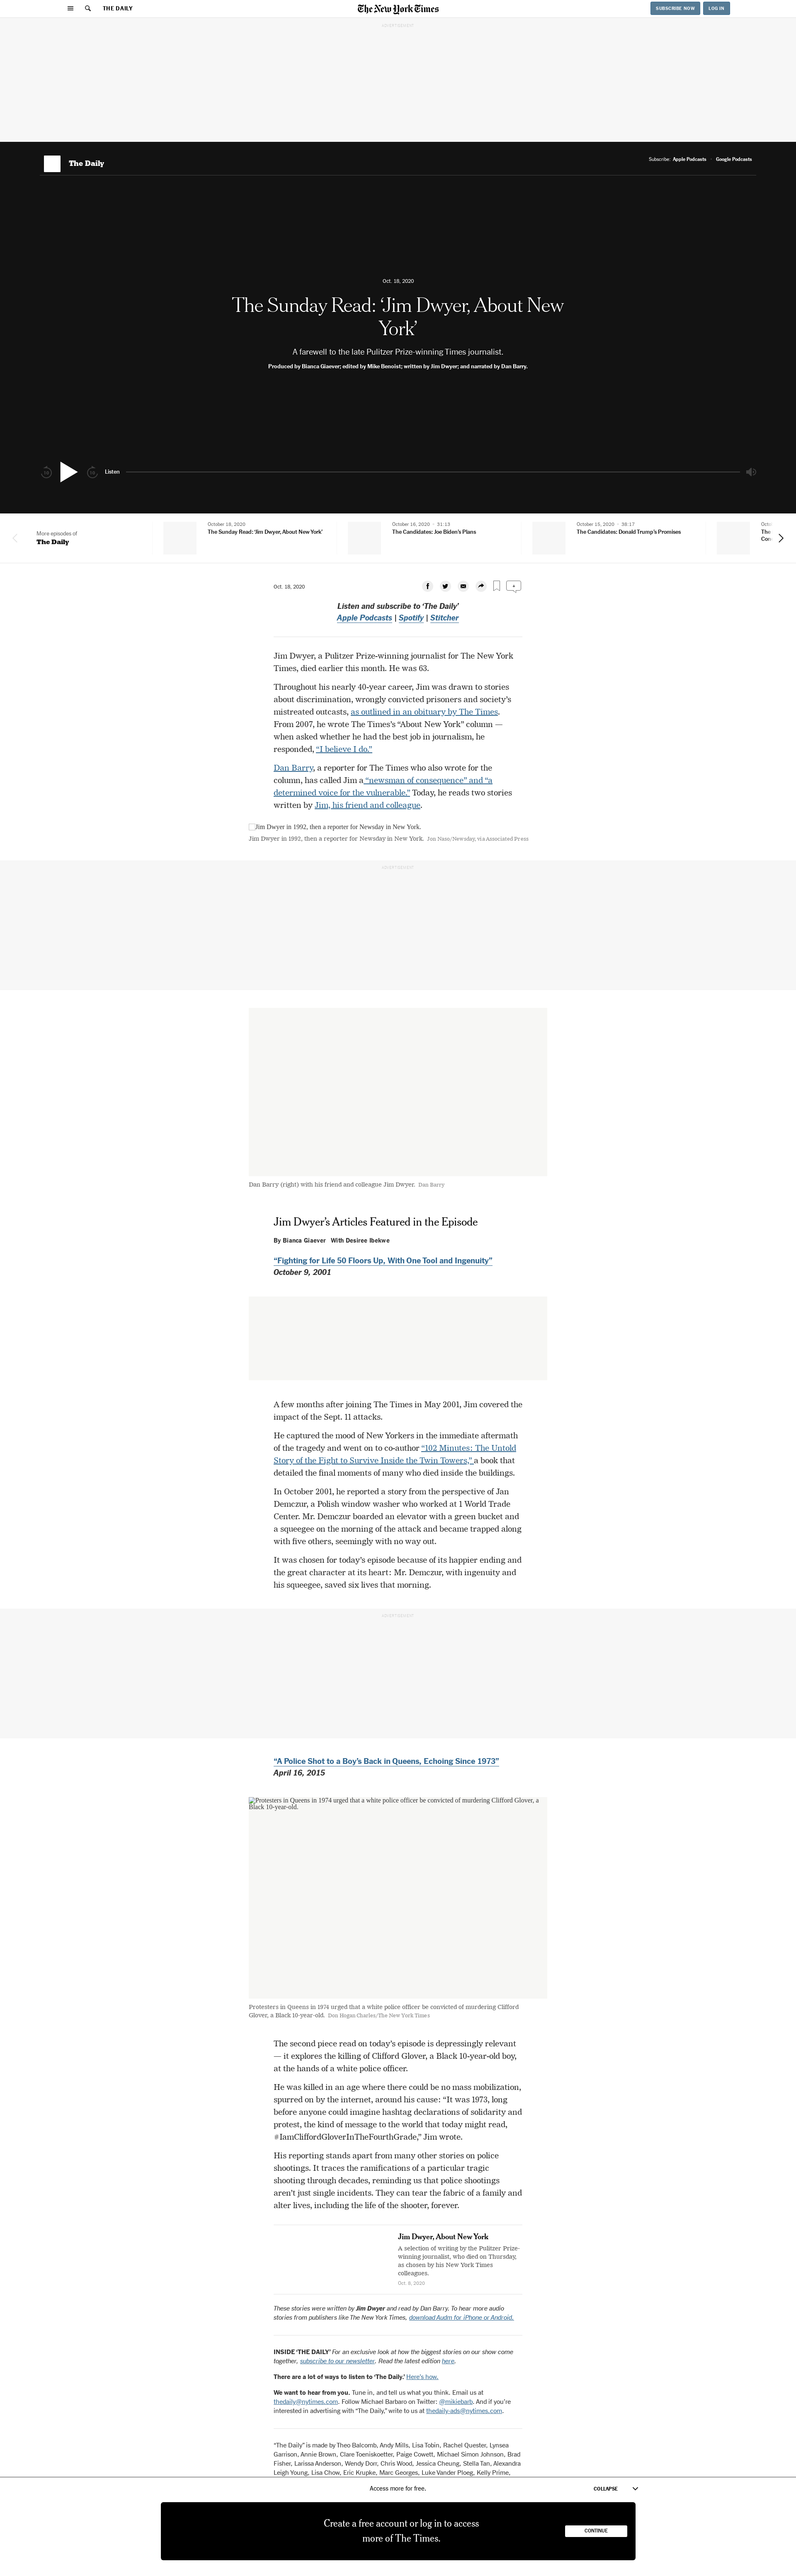 THE DAILY
The New York Times
SUBSCRIBE NOW
LOG IN
ADVERTISEMENT
The Daily
Subscribe: Apple Podcasts · Google Podcasts
Oct. 18, 2020
The Sunday Read: ‘Jim Dwyer, About New
York’
A farewell to the late Pulitzer Prize-winning Times journalist.
Produced by Bianca Giaever; edited by Mike Benoist; written by Jim Dwyer; and narrated by Dan Barry.
Listen
More episodes of
The Daily
October 18, 2020
The Sunday Read: ‘Jim Dwyer, About New York’
October 16, 2020 · 31:13
The Candidates: Joe Biden’s Plans
October 15, 2020 · 38:17
The Candidates: Donald Trump’s Promises
Oct. 18, 2020
Listen and subscribe to ‘The Daily’
Apple Podcasts | Spotify | Stitcher
Jim Dwyer, a Pulitzer Prize-winning journalist for The New York
Times, died earlier this month. He was 63.
Throughout his nearly 40-year career, Jim was drawn to stories
about discrimination, wrongly convicted prisoners and society’s
mistreated outcasts, as outlined in an obituary by The Times.
From 2007, he wrote The Times’s “About New York” column —
when asked whether he had the best job in journalism, he
responded, “I believe I do.”
Dan Barry, a reporter for The Times who also wrote for the
column, has called Jim a “newsman of consequence” and “a
determined voice for the vulnerable.” Today, he reads two stories
written by Jim, his friend and colleague.
Jim Dwyer in 1992, then a reporter for Newsday in New York.
Jim Dwyer in 1992, then a reporter for Newsday in New York. Jon Naso/Newsday, via Associated Press
ADVERTISEMENT
Dan Barry (right) with his friend and colleague Jim Dwyer. Dan Barry
Jim Dwyer’s Articles Featured in the Episode
By Bianca Giaever With Desiree Ibekwe
“Fighting for Life 50 Floors Up, With One Tool and Ingenuity”
October 9, 2001
A few months after joining The Times in May 2001, Jim covered the
impact of the Sept. 11 attacks.
He captured the mood of New Yorkers in the immediate aftermath
of the tragedy and went on to co-author “102 Minutes: The Untold
Story of the Fight to Survive Inside the Twin Towers,” a book that
detailed the final moments of many who died inside the buildings.
In October 2001, he reported a story from the perspective of Jan
Demczur, a Polish window washer who worked at 1 World Trade
Center. Mr. Demczur boarded an elevator with a green bucket and
a squeegee on the morning of the attack and became trapped along
with five others, seemingly with no way out.
It was chosen for today’s episode because of its happier ending and
the great character at its heart: Mr. Demczur, with ingenuity and
his squeegee, saved six lives that morning.
ADVERTISEMENT
“A Police Shot to a Boy’s Back in Queens, Echoing Since 1973”
April 16, 2015
Protesters in Queens in 1974 urged that a white police officer be convicted of murdering Clifford Glover, a
Black 10-year-old.
Protesters in Queens in 1974 urged that a white police officer be convicted of murdering Clifford
Glover, a Black 10-year-old. Don Hogan Charles/The New York Times
The second piece read on today’s episode is depressingly relevant
— it explores the killing of Clifford Glover, a Black 10-year-old boy,
at the hands of a white police officer.
He was killed in an age where there could be no mass mobilization,
spurred on by the internet, around his cause: “It was 1973, long
before anyone could imagine hashtag declarations of solidarity and
protest, the kind of message to the world that today might read,
#IamCliffordGloverInTheFourthGrade,” Jim wrote.
His reporting stands apart from many other stories on police
shootings. It traces the ramifications of a particular tragic
shooting through decades, reminding us that police shootings
aren’t just single incidents. They can tear the fabric of a family and
alter lives, including the life of the shooter, forever.
Jim Dwyer, About New York
A selection of writing by the Pulitzer Prize-
winning journalist, who died on Thursday,
as chosen by his New York Times
colleagues.
Oct. 9, 2020
These stories were written by Jim Dwyer and read by Dan Barry. To hear more audio
stories from publishers like The New York Times, download Audm for iPhone or Android.
INSIDE ‘THE DAILY’ For an exclusive look at how the biggest stories on our show come
together, subscribe to our newsletter. Read the latest edition here.
There are a lot of ways to listen to ‘The Daily.’ Here’s how.
We want to hear from you. Tune in, and tell us what you think. Email us at
thedaily@nytimes.com. Follow Michael Barbaro on Twitter: @mikiebarb. And if you’re
interested in advertising with “The Daily,” write to us at thedaily-ads@nytimes.com.
“The Daily” is made by Theo Balcomb, Andy Mills, Lisa Tobin, Rachel Quester, Lynsea
Garrison, Annie Brown, Clare Toeniskoetter, Paige Cowett, Michael Simon Johnson, Brad
Fisher, Larissa Anderson, Wendy Dorr, Chris Wood, Jessica Cheung, Stella Tan, Alexandra
Leigh Young, Lisa Chow, Eric Krupke, Marc Georges, Luke Vander Ploeg, Kelly Prime,
Access more for free.
COLLAPSE
Create a free account or log in to access
more of The Times.
CONTINUE